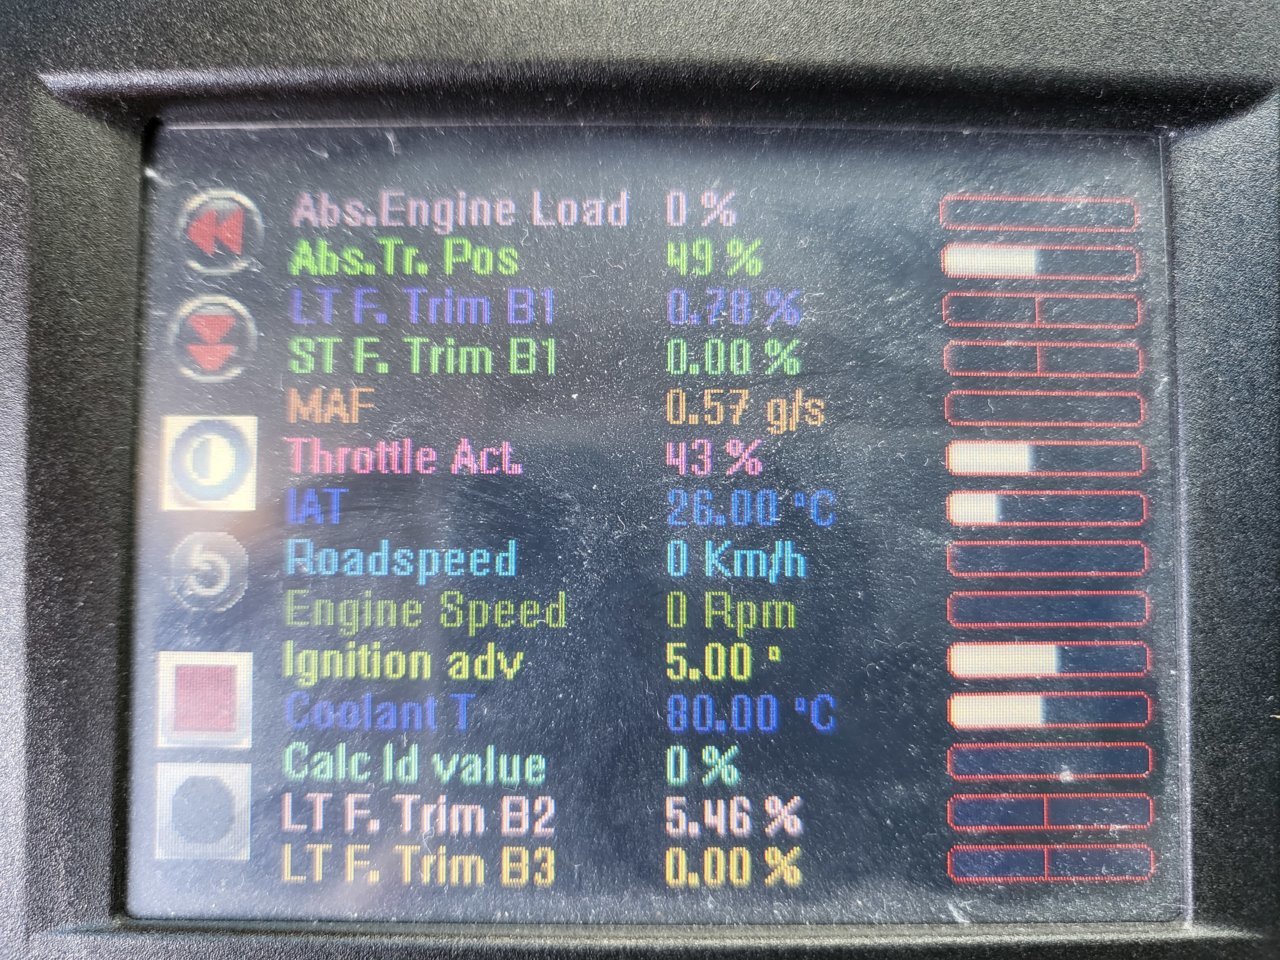 Abs.Engine Load 0 %
Abs.Tr. Pos 49 %
LT F. Trim B1 0.78 %
ST F. Trim B1 0.00 %
MAF 0.57 g/s
Throttle Act. 43 %
IAT 26.00 °C
Roadspeed 0 Km/h
Engine Speed 0 Rpm
Ignition adv 5.00 °
Coolant T 80.00 °C
Calc ld value 0 %
LT F. Trim B2 5.46 %
LT F. Trim B3 0.00 %